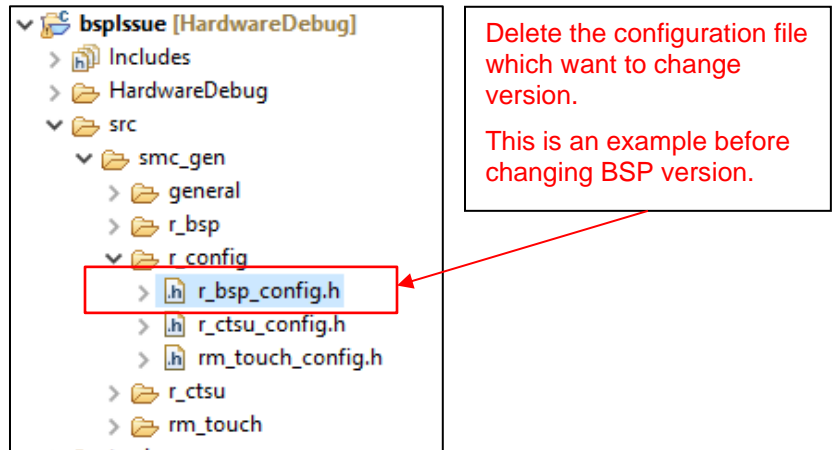 bspIssue [HardwareDebug]
Includes
HardwareDebug
src
smc_gen
general
r_bsp
r_config
.h r_bsp_config.h
.h r_ctsu_config.h
.h rm_touch_config.h
r_ctsu
rm_touch
Delete the configuration file
which want to change
version.
This is an example before
changing BSP version.